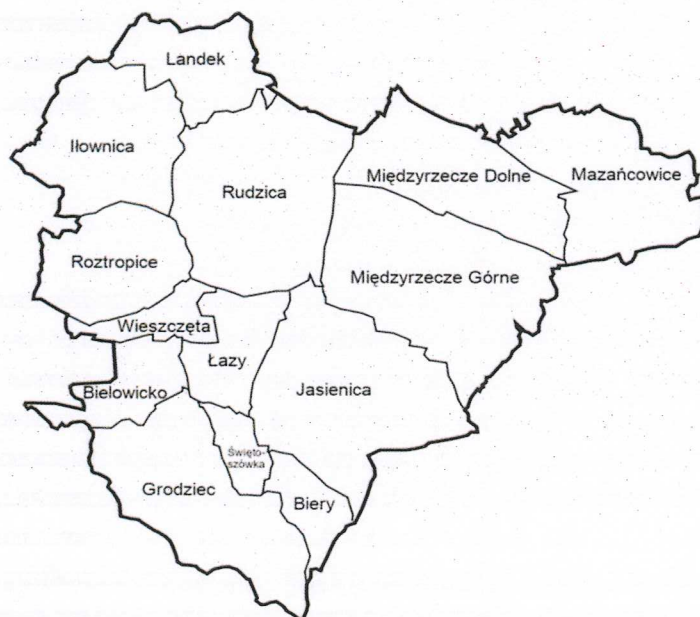 Landek
Iłownica
Rudzica
Międzyrzecze Dolne
Mazańcowice
Roztropice
Międzyrzecze Górne
Wieszczęta
Łazy
Bielowicko
Jasienica
Święto-
szówka
Grodziec
Biery